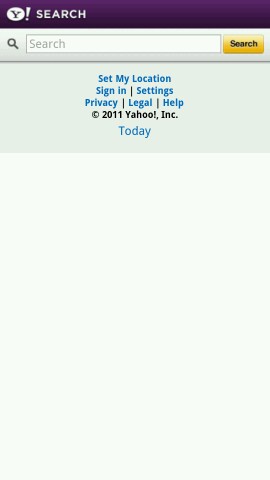 Y! SEARCH
Search Search
Set My Location
Sign in | Settings
Privacy | Legal | Help
© 2011 Yahoo!, Inc.
Today